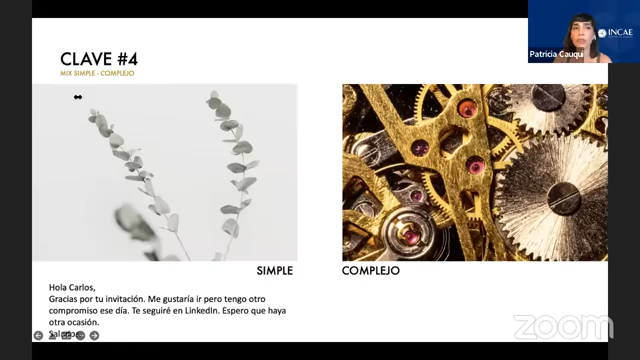 CLAVE #4
MIX SIMPLE - COMPLEJO
INCAE
Patricia Cauqui
SIMPLE
COMPLEJO
Hola Carlos,
Gracias por tu invitación. Me gustaría ir pero tengo otro
compromiso ese día. Te seguiré en LinkedIn. Espero que haya
otra ocasión.
zoom